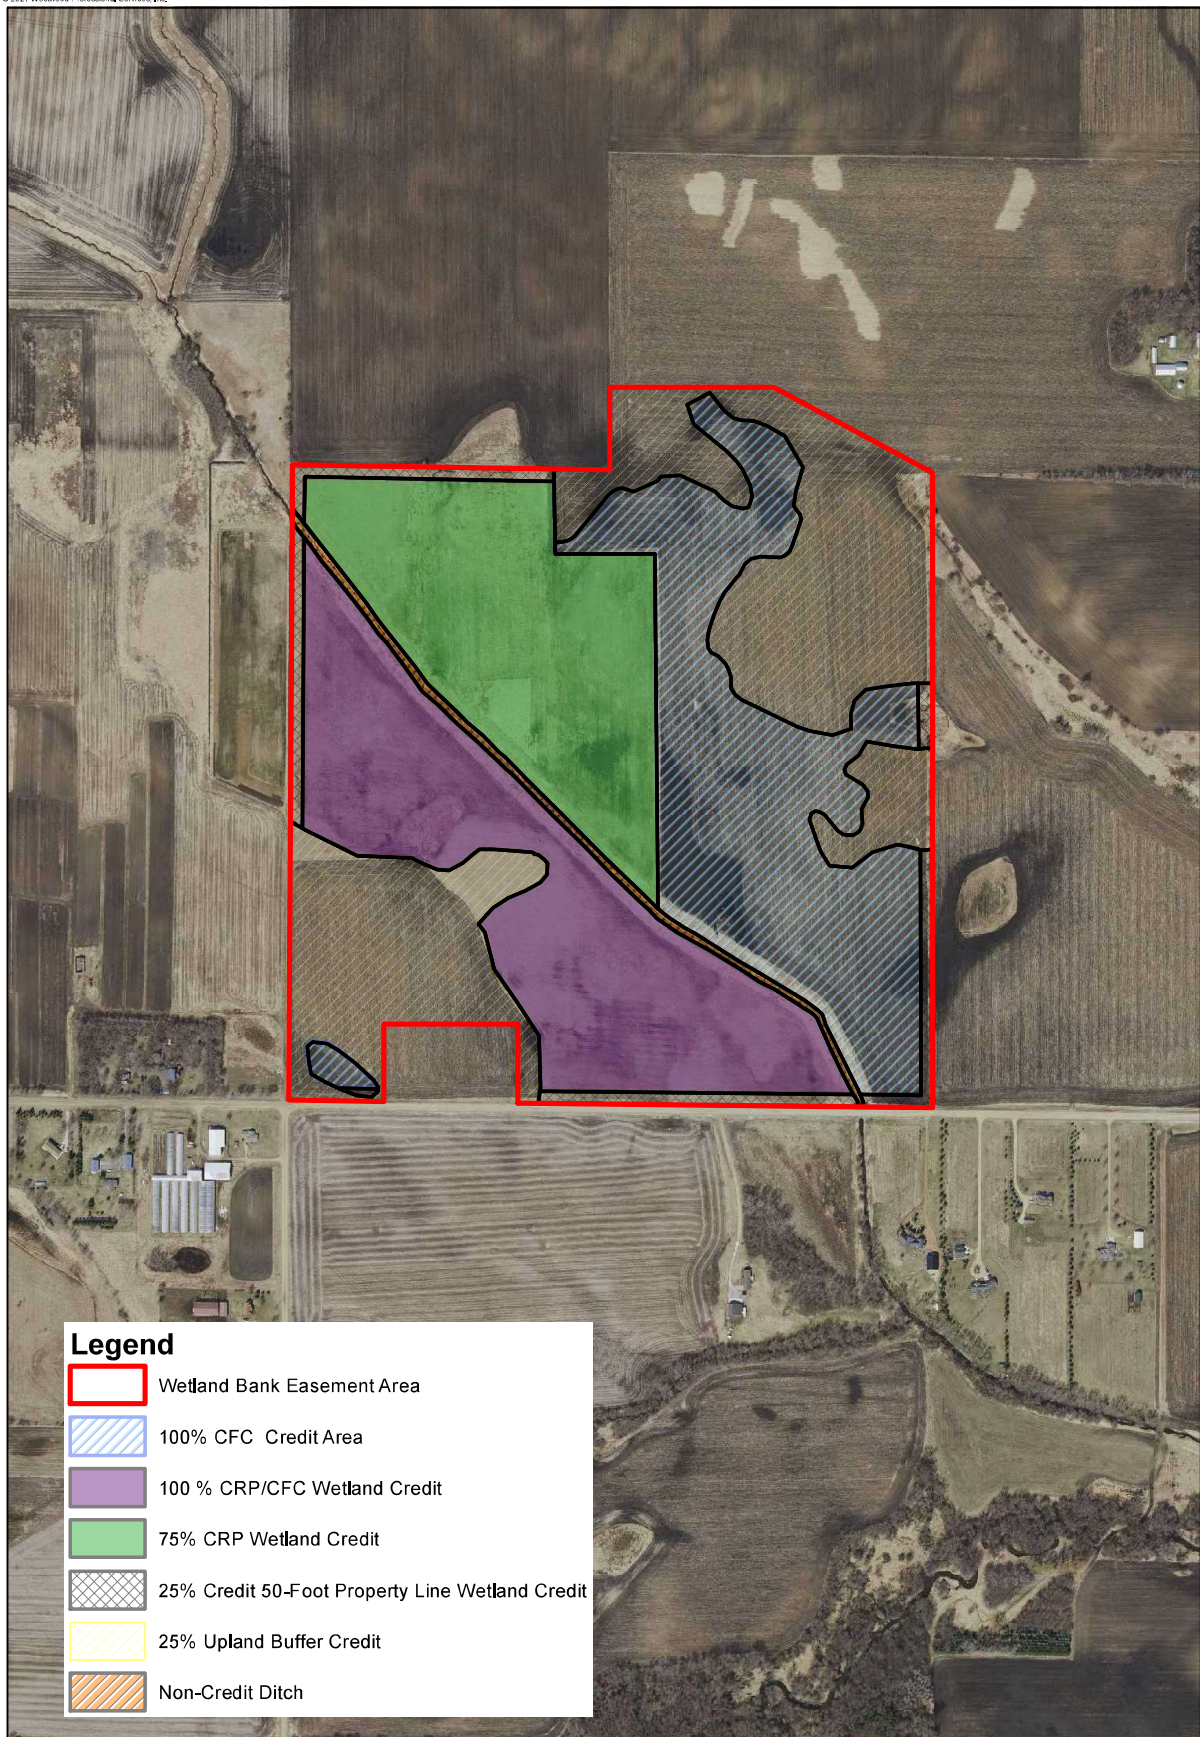 Legend
Wetland Bank Easement Area
100% CFC Credit Area
100 % CRP/CFC Wetland Credit
75% CRP Wetland Credit
25% Credit 50-Foot Property Line Wetland Credit
25% Upland Buffer Credit
Non-Credit Ditch